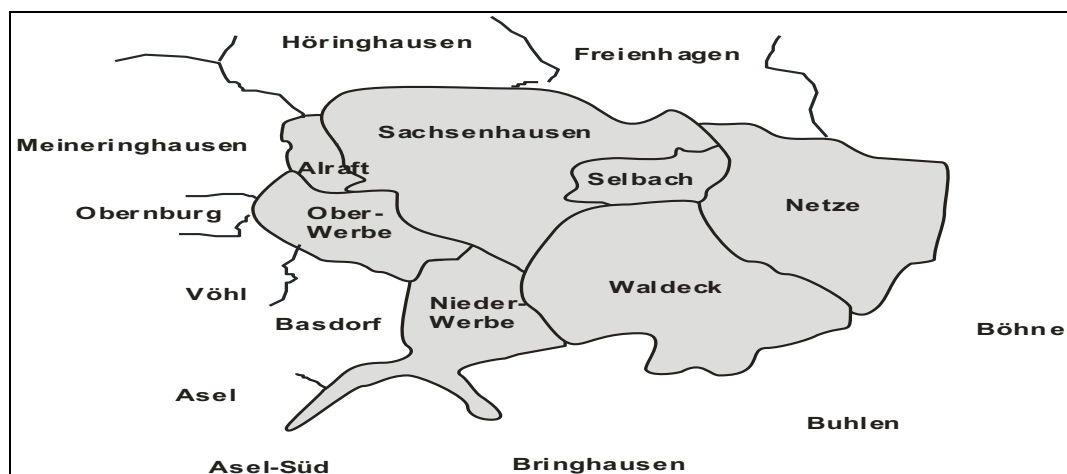 Höringhausen
Freienhagen
Sachsenhausen
Meineringhausen
Alraft
Selbach
Netze
Obernburg
Ober-
Werbe
Waldeck
Vöhl
Nieder-
Werbe
Basdorf
Böhne
Asel
Buhlen
Asel-Süd
Bringhausen